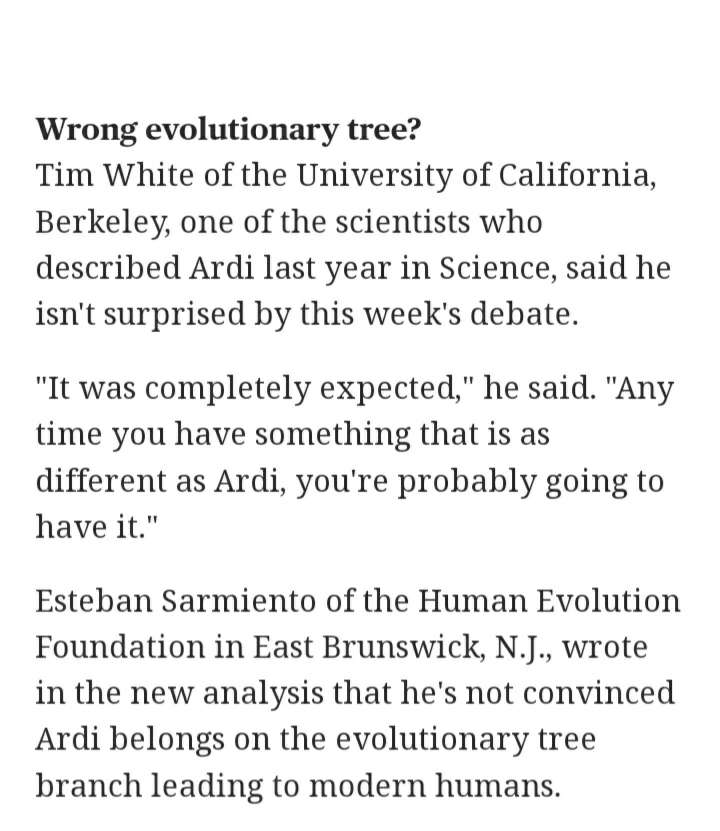 Wrong evolutionary tree?
Tim White of the University of California,
Berkeley, one of the scientists who
described Ardi last year in Science, said he
isn't surprised by this week's debate.
"It was completely expected," he said. "Any
time you have something that is as
different as Ardi, you're probably going to
have it."
Esteban Sarmiento of the Human Evolution
Foundation in East Brunswick, N.J., wrote
in the new analysis that he's not convinced
Ardi belongs on the evolutionary tree
branch leading to modern humans.